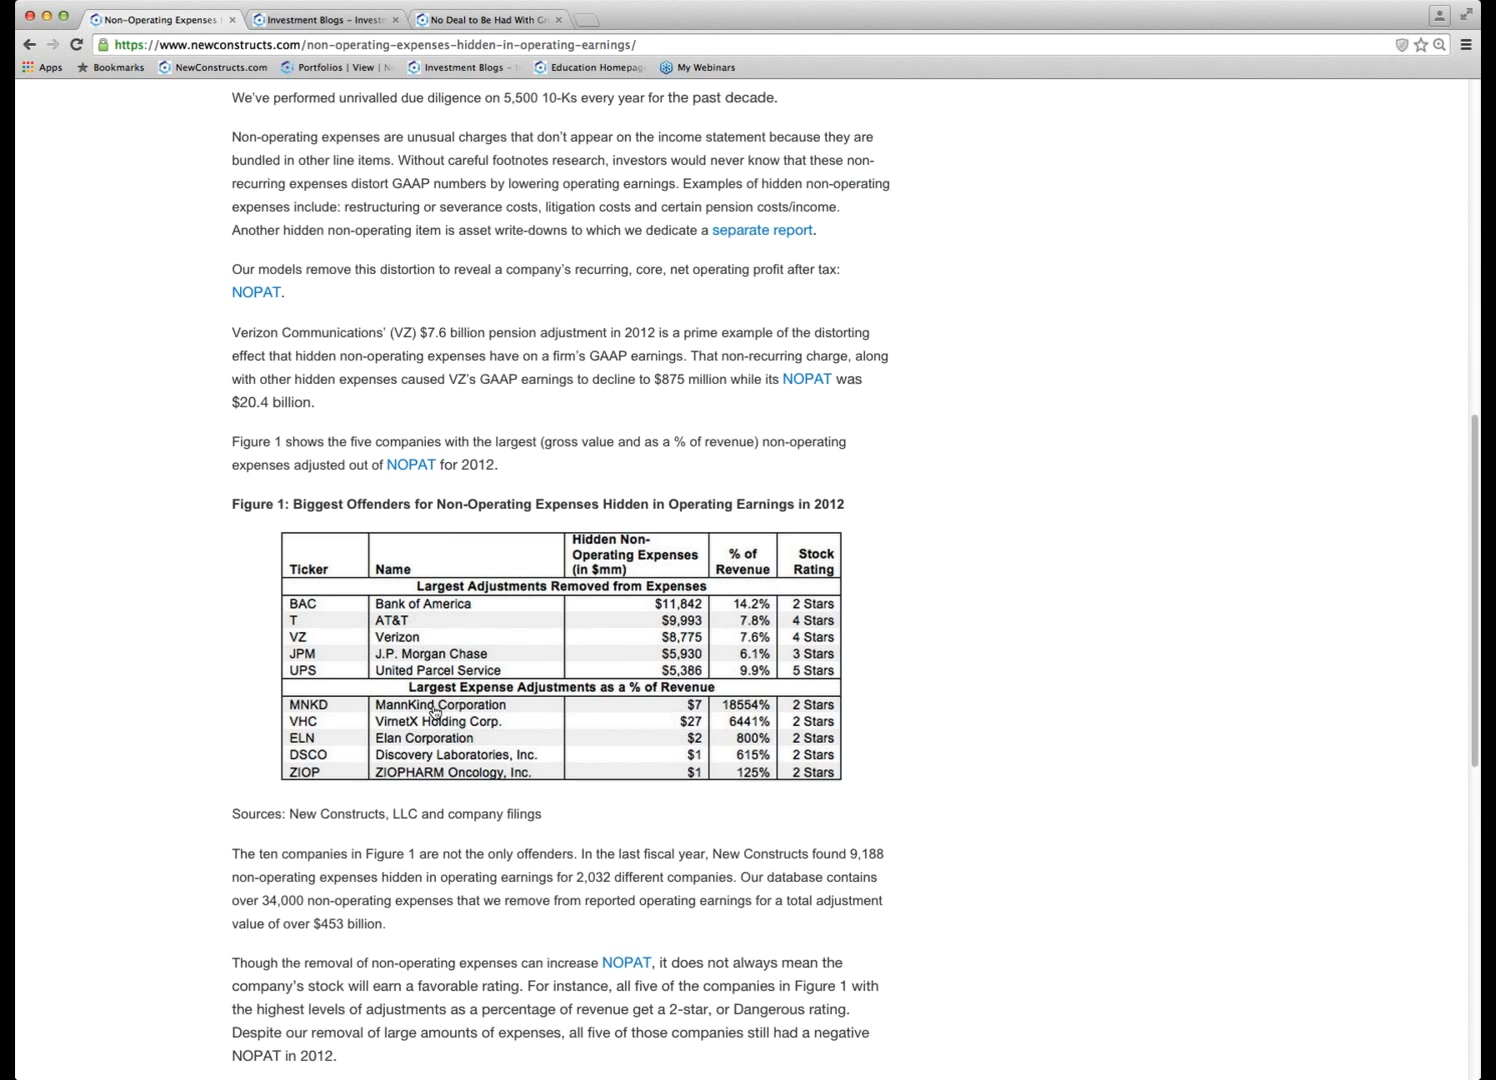 Non-Operating Expenses
Investment Blogs – Invest
No Deal to Be Had With G
https://www.newconstructs.com/non-operating-expenses-hidden-in-operating-earnings/
Apps Bookmarks NewConstructs.com Portfolios | View | N Investment Blogs – Education Homepag My Webinars
We've performed unrivalled due diligence on 5,500 10-Ks every year for the past decade.
Non-operating expenses are unusual charges that don't appear on the income statement because they are
bundled in other line items. Without careful footnotes research, investors would never know that these non-
recurring expenses distort GAAP numbers by lowering operating earnings. Examples of hidden non-operating
expenses include: restructuring or severance costs, litigation costs and certain pension costs/income.
Another hidden non-operating item is asset write-downs to which we dedicate a separate report.
Our models remove this distortion to reveal a company's recurring, core, net operating profit after tax:
NOPAT.
Verizon Communications' (VZ) $7.6 billion pension adjustment in 2012 is a prime example of the distorting
effect that hidden non-operating expenses have on a firm's GAAP earnings. That non-recurring charge, along
with other hidden expenses caused VZ's GAAP earnings to decline to $875 million while its NOPAT was
$20.4 billion.
Figure 1 shows the five companies with the largest (gross value and as a % of revenue) non-operating
expenses adjusted out of NOPAT for 2012.
Figure 1: Biggest Offenders for Non-Operating Expenses Hidden in Operating Earnings in 2012
Hidden Non-
Operating Expenses % of Stock
Ticker Name (in $mm) Revenue Rating
Largest Adjustments Removed from Expenses
BAC Bank of America $11,842 14.2% 2 Stars
T AT&T $9,993 7.8% 4 Stars
VZ Verizon $8,775 7.6% 4 Stars
JPM J.P. Morgan Chase $5,930 6.1% 3 Stars
UPS United Parcel Service $5,386 9.9% 5 Stars
Largest Expense Adjustments as a % of Revenue
MNKD MannKind Corporation $7 18554% 2 Stars
VHC VirnetX Holding Corp. $27 6441% 2 Stars
ELN Elan Corporation $2 800% 2 Stars
DSCO Discovery Laboratories, Inc. $1 615% 2 Stars
ZIOP ZIOPHARM Oncology, Inc. $1 125% 2 Stars
Sources: New Constructs, LLC and company filings
The ten companies in Figure 1 are not the only offenders. In the last fiscal year, New Constructs found 9,188
non-operating expenses hidden in operating earnings for 2,032 different companies. Our database contains
over 34,000 non-operating expenses that we remove from reported operating earnings for a total adjustment
value of over $453 billion.
Though the removal of non-operating expenses can increase NOPAT, it does not always mean the
company's stock will earn a favorable rating. For instance, all five of the companies in Figure 1 with
the highest levels of adjustments as a percentage of revenue get a 2-star, or Dangerous rating.
Despite our removal of large amounts of expenses, all five of those companies still had a negative
NOPAT in 2012.